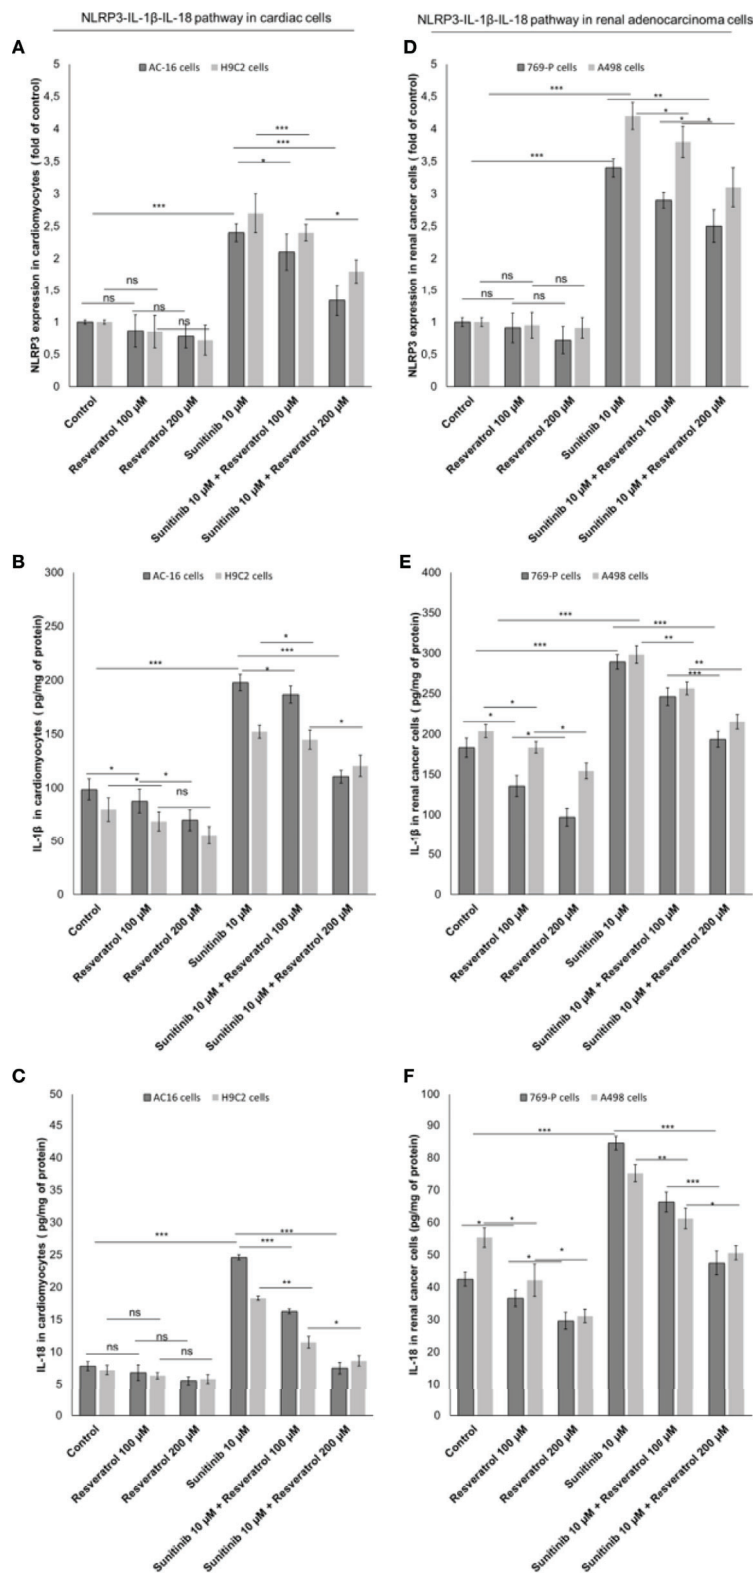 NLRP3-IL-1β-IL-18 pathway in cardiac cells
A
NLRP3 expression in cardiomyocytes ( fold of control)
AC-16 cells H9C2 cells
5
4,5
4
3,5
3
2,5
2
1,5
1
0,5
0
ns
ns
ns
ns
***
***
***
*
*
Control
Resveratrol 100 µM
Resveratrol 200 µM
Sunitinib 10 µM
Sunitinib 10 µM + Resveratrol 100 µM
Sunitinib 10 µM + Resveratrol 200 µM
B
IL-1β in cardiomyocytes ( pg/mg of protein)
AC-16 cells H9C2 cells
300
250
200
150
100
50
0
*
*
*
ns
***
*
***
*
*
Control
Resveratrol 100 µM
Resveratrol 200 µM
Sunitinib 10 µM
Sunitinib 10 µM + Resveratrol 100 µM
Sunitinib 10 µM + Resveratrol 200 µM
C
IL-18 in cardiomyocytes ( pg/mg of protein)
AC16 cells H9C2 cells
50
45
40
35
30
25
20
15
10
5
0
ns
ns
ns
ns
***
***
***
**
*
Control
Resveratrol 100 µM
Resveratrol 200 µM
Sunitinib 10 µM
Sunitinib 10 µM + Resveratrol 100 µM
Sunitinib 10 µM + Resveratrol 200 µM
NLRP3-IL-1β-IL-18 pathway in renal adenocarcinoma cells
D
NLRP3 expression in renal cancer cells ( fold of control)
769-P cells A498 cells
5
4,5
4
3,5
3
2,5
2
1,5
1
0,5
0
ns
ns
ns
ns
***
***
**
*
*
*
Control
Resveratrol 100 µM
Resveratrol 200 µM
Sunitinib 10 µM
Sunitinib 10 µM + Resveratrol 100 µM
Sunitinib 10 µM + Resveratrol 200 µM
E
IL-1β in renal cancer cells ( pg/mg of protein)
769-P cells A498 cells
400
350
300
250
200
150
100
50
0
*
*
*
*
***
***
***
**
**
***
Control
Resveratrol 100 µM
Resveratrol 200 µM
Sunitinib 10 µM
Sunitinib 10 µM + Resveratrol 100 µM
Sunitinib 10 µM + Resveratrol 200 µM
F
IL-18 in renal cancer cells (pg/mg of protein)
769-P cells A498 cells
100
90
80
70
60
50
40
30
20
10
0
*
*
*
*
***
***
**
***
*
Control
Resveratrol 100 µM
Resveratrol 200 µM
Sunitinib 10 µM
Sunitinib 10 µM + Resveratrol 100 µM
Sunitinib 10 µM + Resveratrol 200 µM